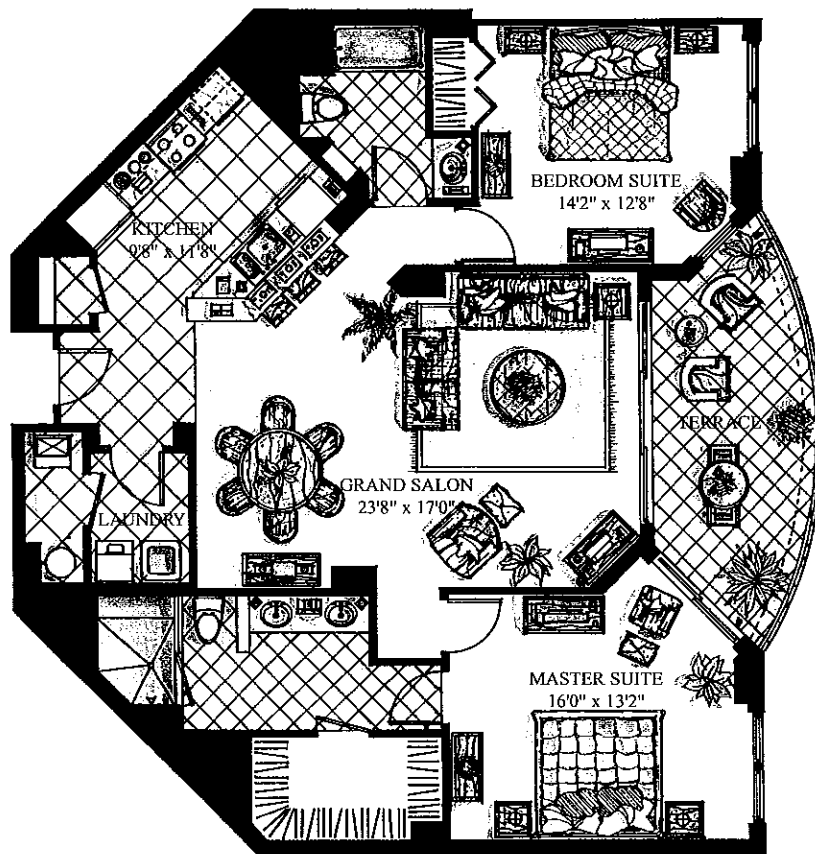 BEDROOM SUITE
14'2" x 12'8"
KITCHEN
9'8" x 11'8"
TERRACE
GRAND SALON
23'8" x 17'0"
LAUNDRY
MASTER SUITE
16'0" x 13'2"